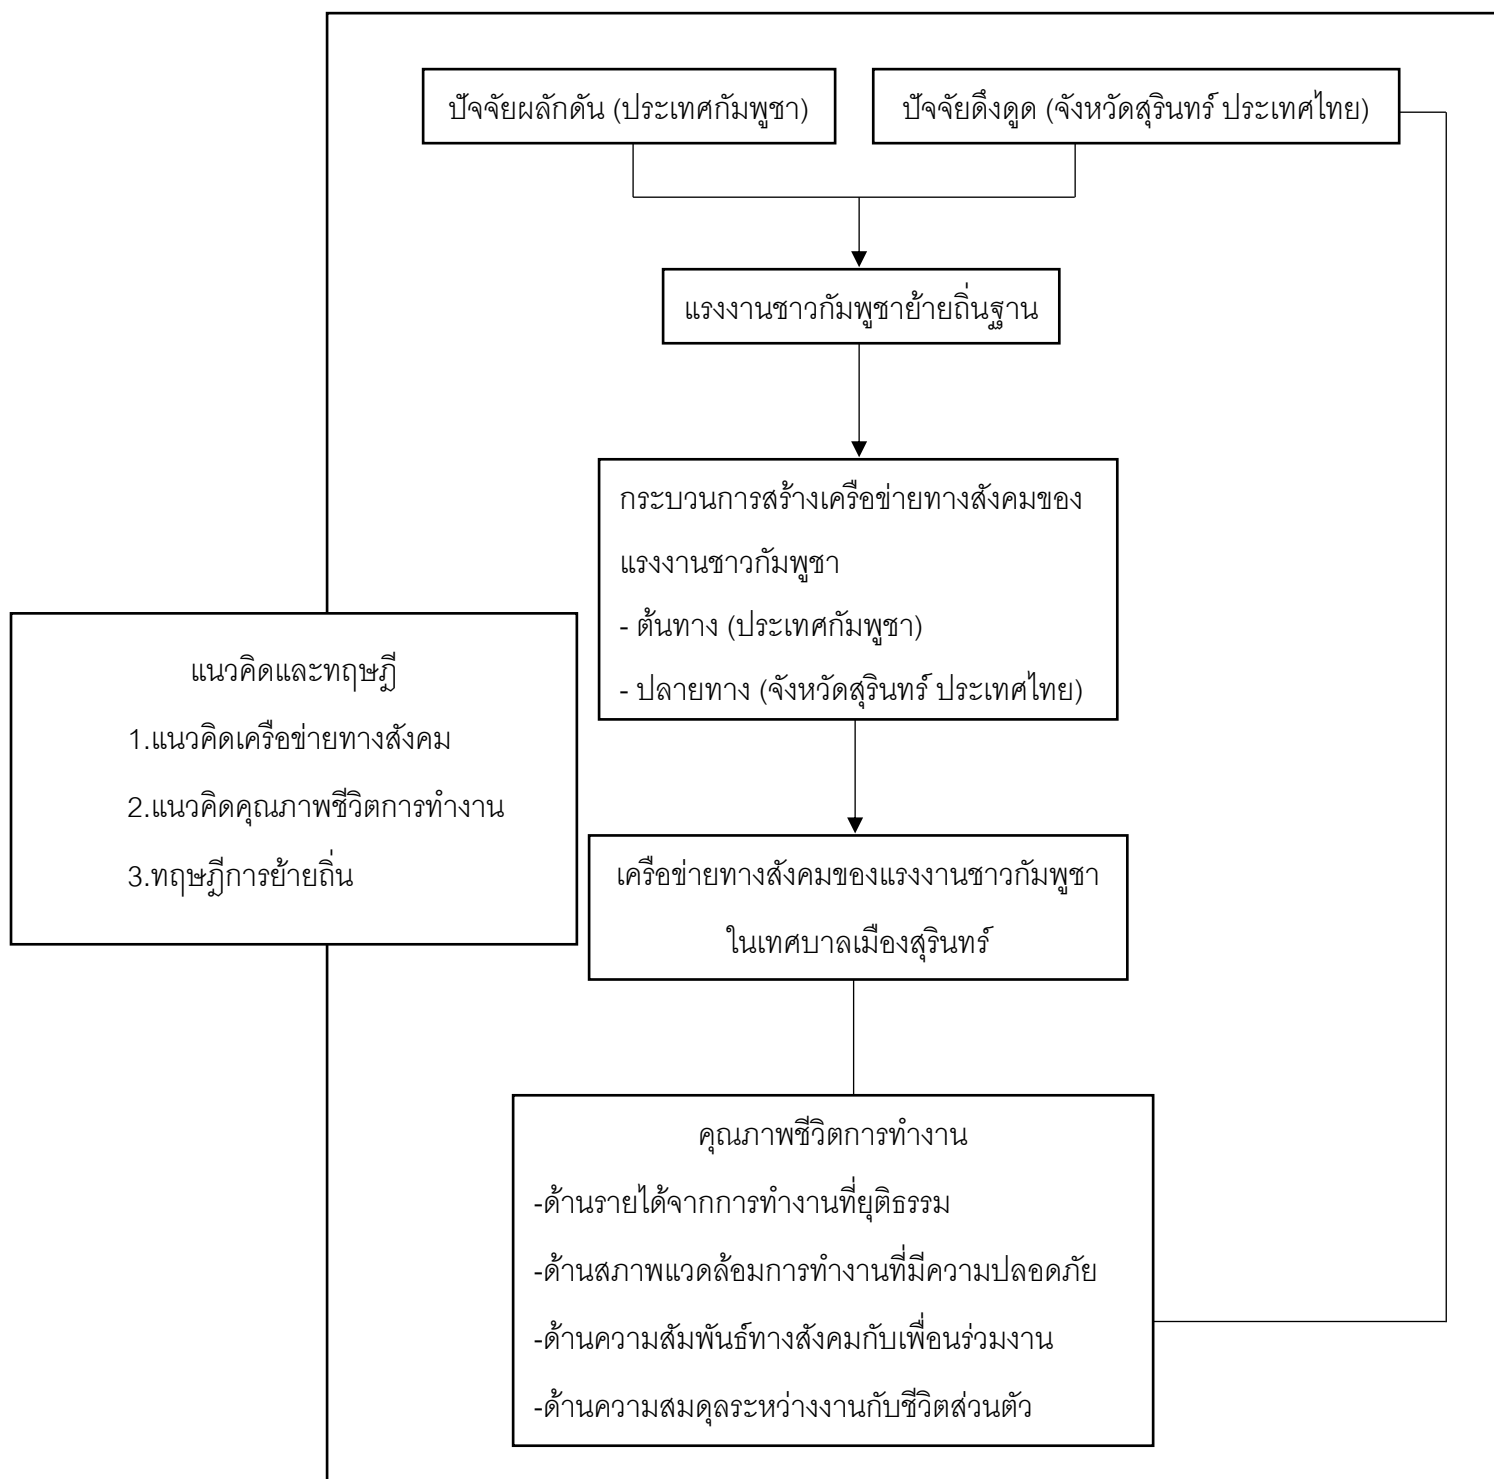 ปัจจัยผลักดัน (ประเทศกัมพูชา)
ปัจจัยดึงดูด (จังหวัดสุรินทร์ ประเทศไทย)
แรงงานชาวกัมพูชาย้ายถิ่นฐาน
กระบวนการสร้างเครือข่ายทางสังคมของ
แรงงานชาวกัมพูชา
- ต้นทาง (ประเทศกัมพูชา)
- ปลายทาง (จังหวัดสุรินทร์ ประเทศไทย)
แนวคิดและทฤษฎี
1.แนวคิดเครือข่ายทางสังคม
2.แนวคิดคุณภาพชีวิตการทำงาน
3.ทฤษฎีการย้ายถิ่น
เครือข่ายทางสังคมของแรงงานชาวกัมพูชา
ในเทศบาลเมืองสุรินทร์
คุณภาพชีวิตการทำงาน
-ด้านรายได้จากการทำงานที่ยุติธรรม
-ด้านสภาพแวดล้อมการทำงานที่มีความปลอดภัย
-ด้านความสัมพันธ์ทางสังคมกับเพื่อนร่วมงาน
-ด้านความสมดุลระหว่างงานกับชีวิตส่วนตัว